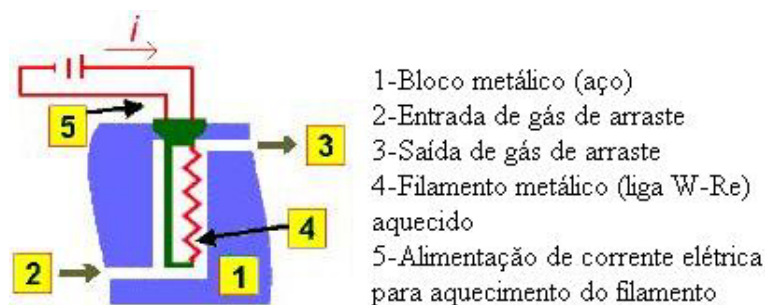 i
5
3
4
2
1
1-Bloco metálico (aço)
2-Entrada de gás de arraste
3-Saída de gás de arraste
4-Filamento metálico (liga W-Re)
aquecido
5-Alimentação de corrente elétrica
para aquecimento do filamento